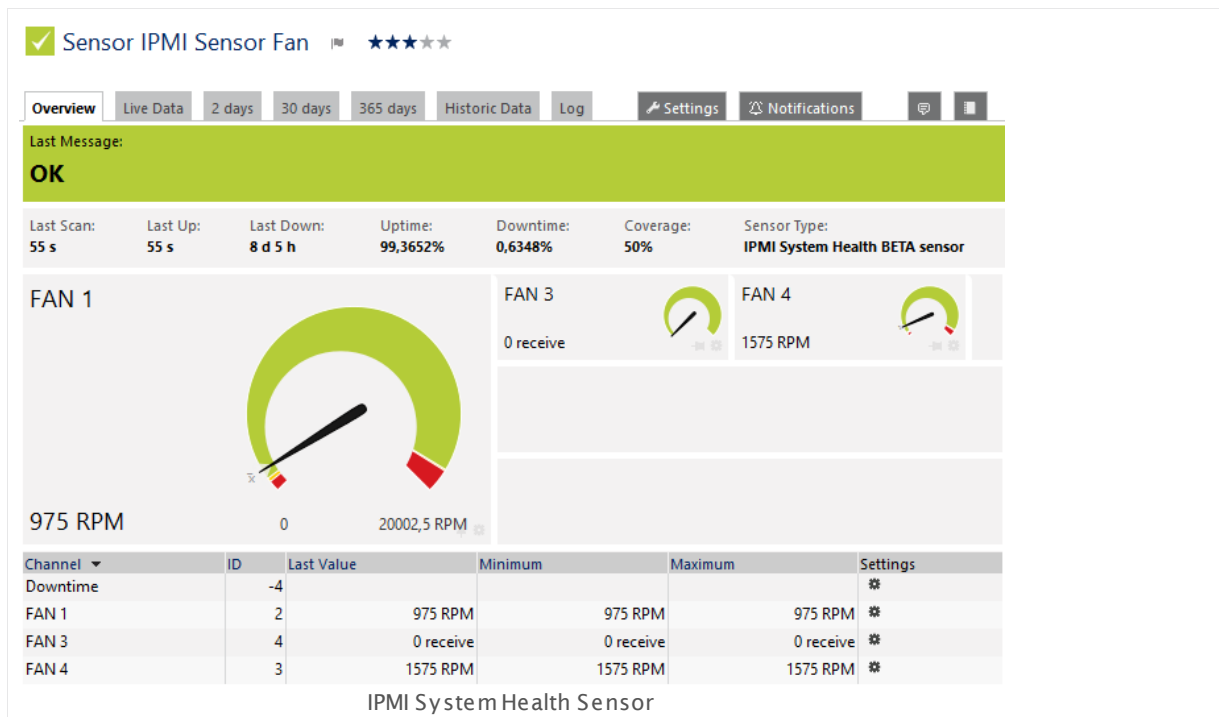 Sensor IPMI Sensor Fan
Overview Live Data 2 days 30 days 365 days Historic Data Log Settings Notifications
Last Message:
OK
Last Scan: Last Up: Last Down: Uptime: Downtime: Coverage: Sensor Type:
55 s 55 s 8 d 5 h 99,3652% 0,6348% 50% IPMI System Health BETA sensor
FAN 1
975 RPM
0 20002,5 RPM
FAN 3
0 receive
FAN 4
1575 RPM
Channel ID Last Value Minimum Maximum Settings
Downtime -4
FAN 1 2 975 RPM 975 RPM 975 RPM
FAN 3 4 0 receive 0 receive 0 receive
FAN 4 3 1575 RPM 1575 RPM 1575 RPM
IPMI System Health Sensor